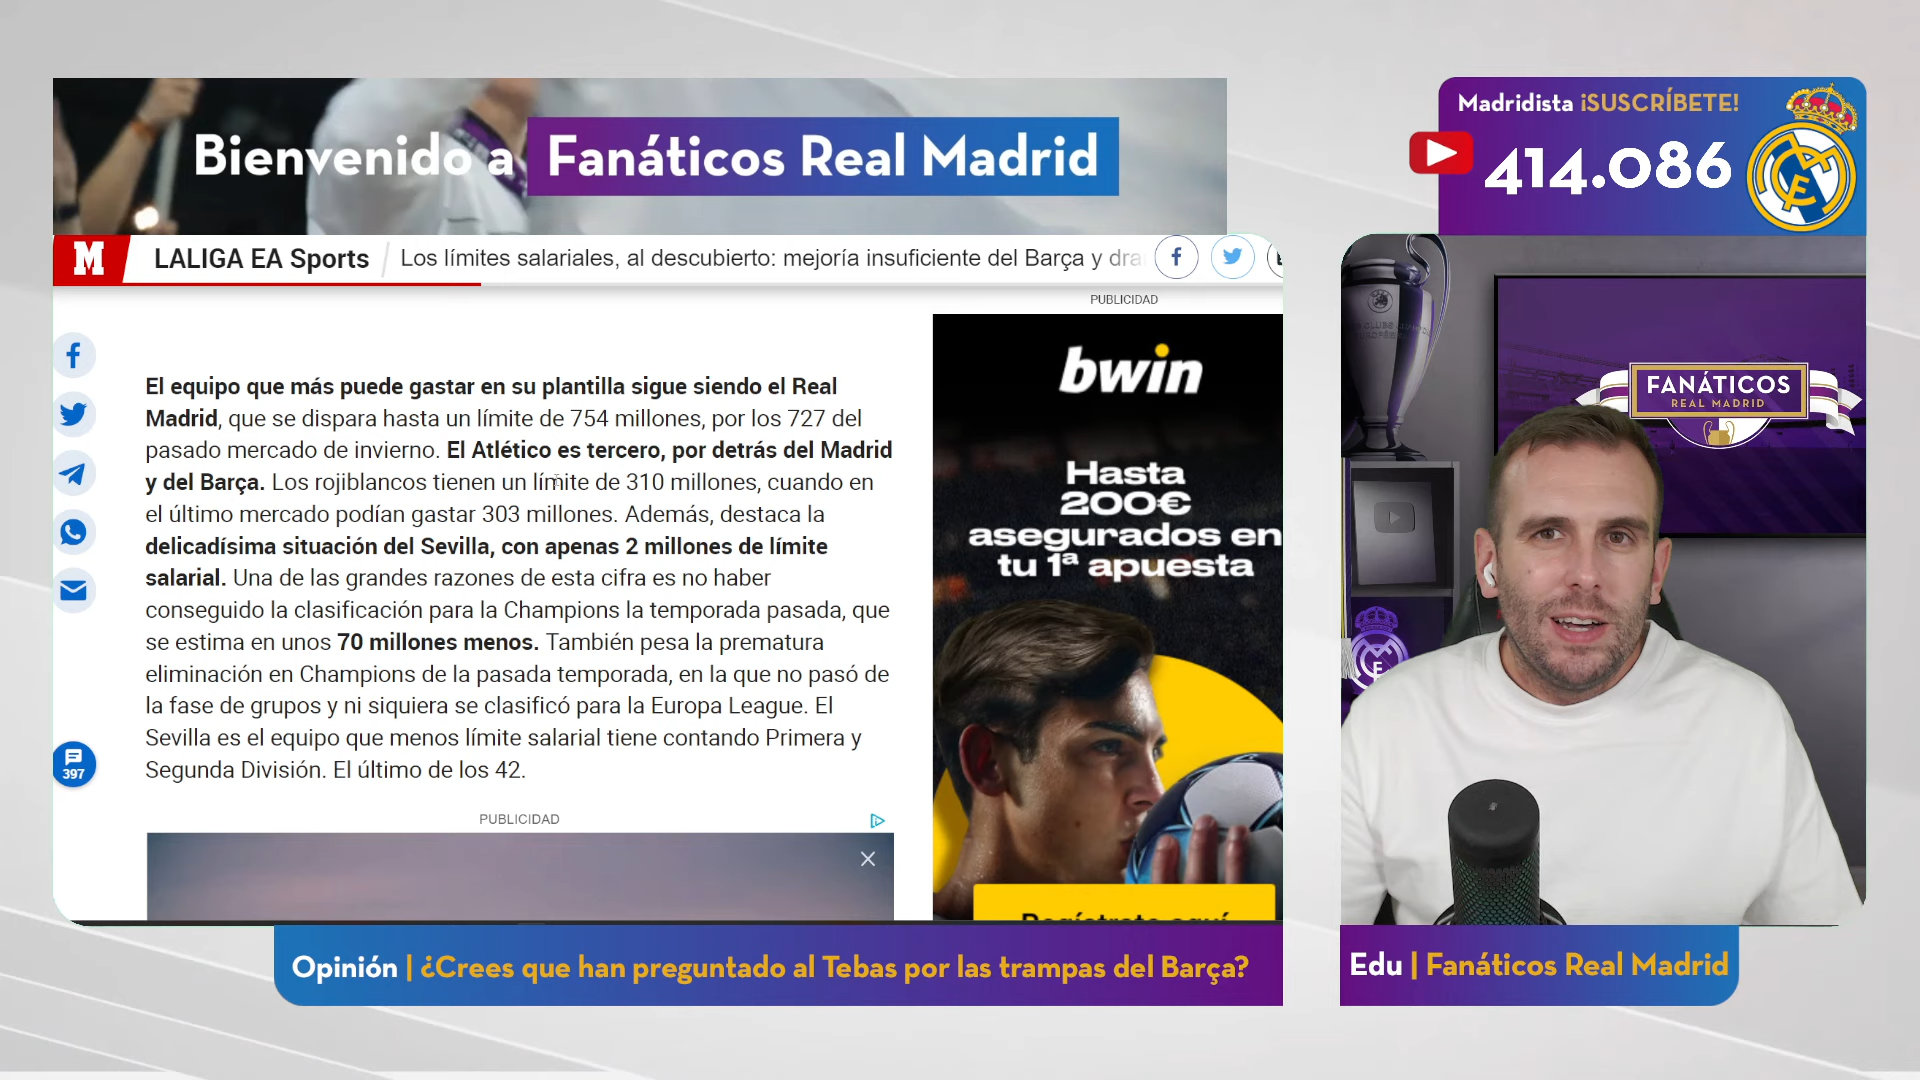 Bienvenido a Fanáticos Real Madrid
Madridista ¡SUSCRÍBETE!
414.086
M LALIGA EA Sports Los límites salariales, al descubierto: mejoría insuficiente del Barça y
PUBLICIDAD
El equipo que más puede gastar en su plantilla sigue siendo el Real
Madrid, que se dispara hasta un límite de 754 millones, por los 727 del
pasado mercado de invierno. El Atlético es tercero, por detrás del Madrid
y del Barça. Los rojiblancos tienen un límite de 310 millones, cuando en
el último mercado podían gastar 303 millones. Además, destaca la
delicadísima situación del Sevilla, con apenas 2 millones de límite
salarial. Una de las grandes razones de esta cifra es no haber
conseguido la clasificación para la Champions la temporada pasada, que
se estima en unos 70 millones menos. También pesa la prematura
eliminación en Champions de la pasada temporada, en la que no pasó de
la fase de grupos y ni siquiera se clasificó para la Europa League. El
Sevilla es el equipo que menos límite salarial tiene contando Primera y
Segunda División. El último de los 42.
397
PUBLICIDAD
bwin
Hasta
200€
asegurados en
tu 1ª apuesta
Regístrate aquí
FANÁTICOS
REAL MADRID
Opinión | ¿Crees que han preguntado al Tebas por las trampas del Barça?
Edu | Fanáticos Real Madrid